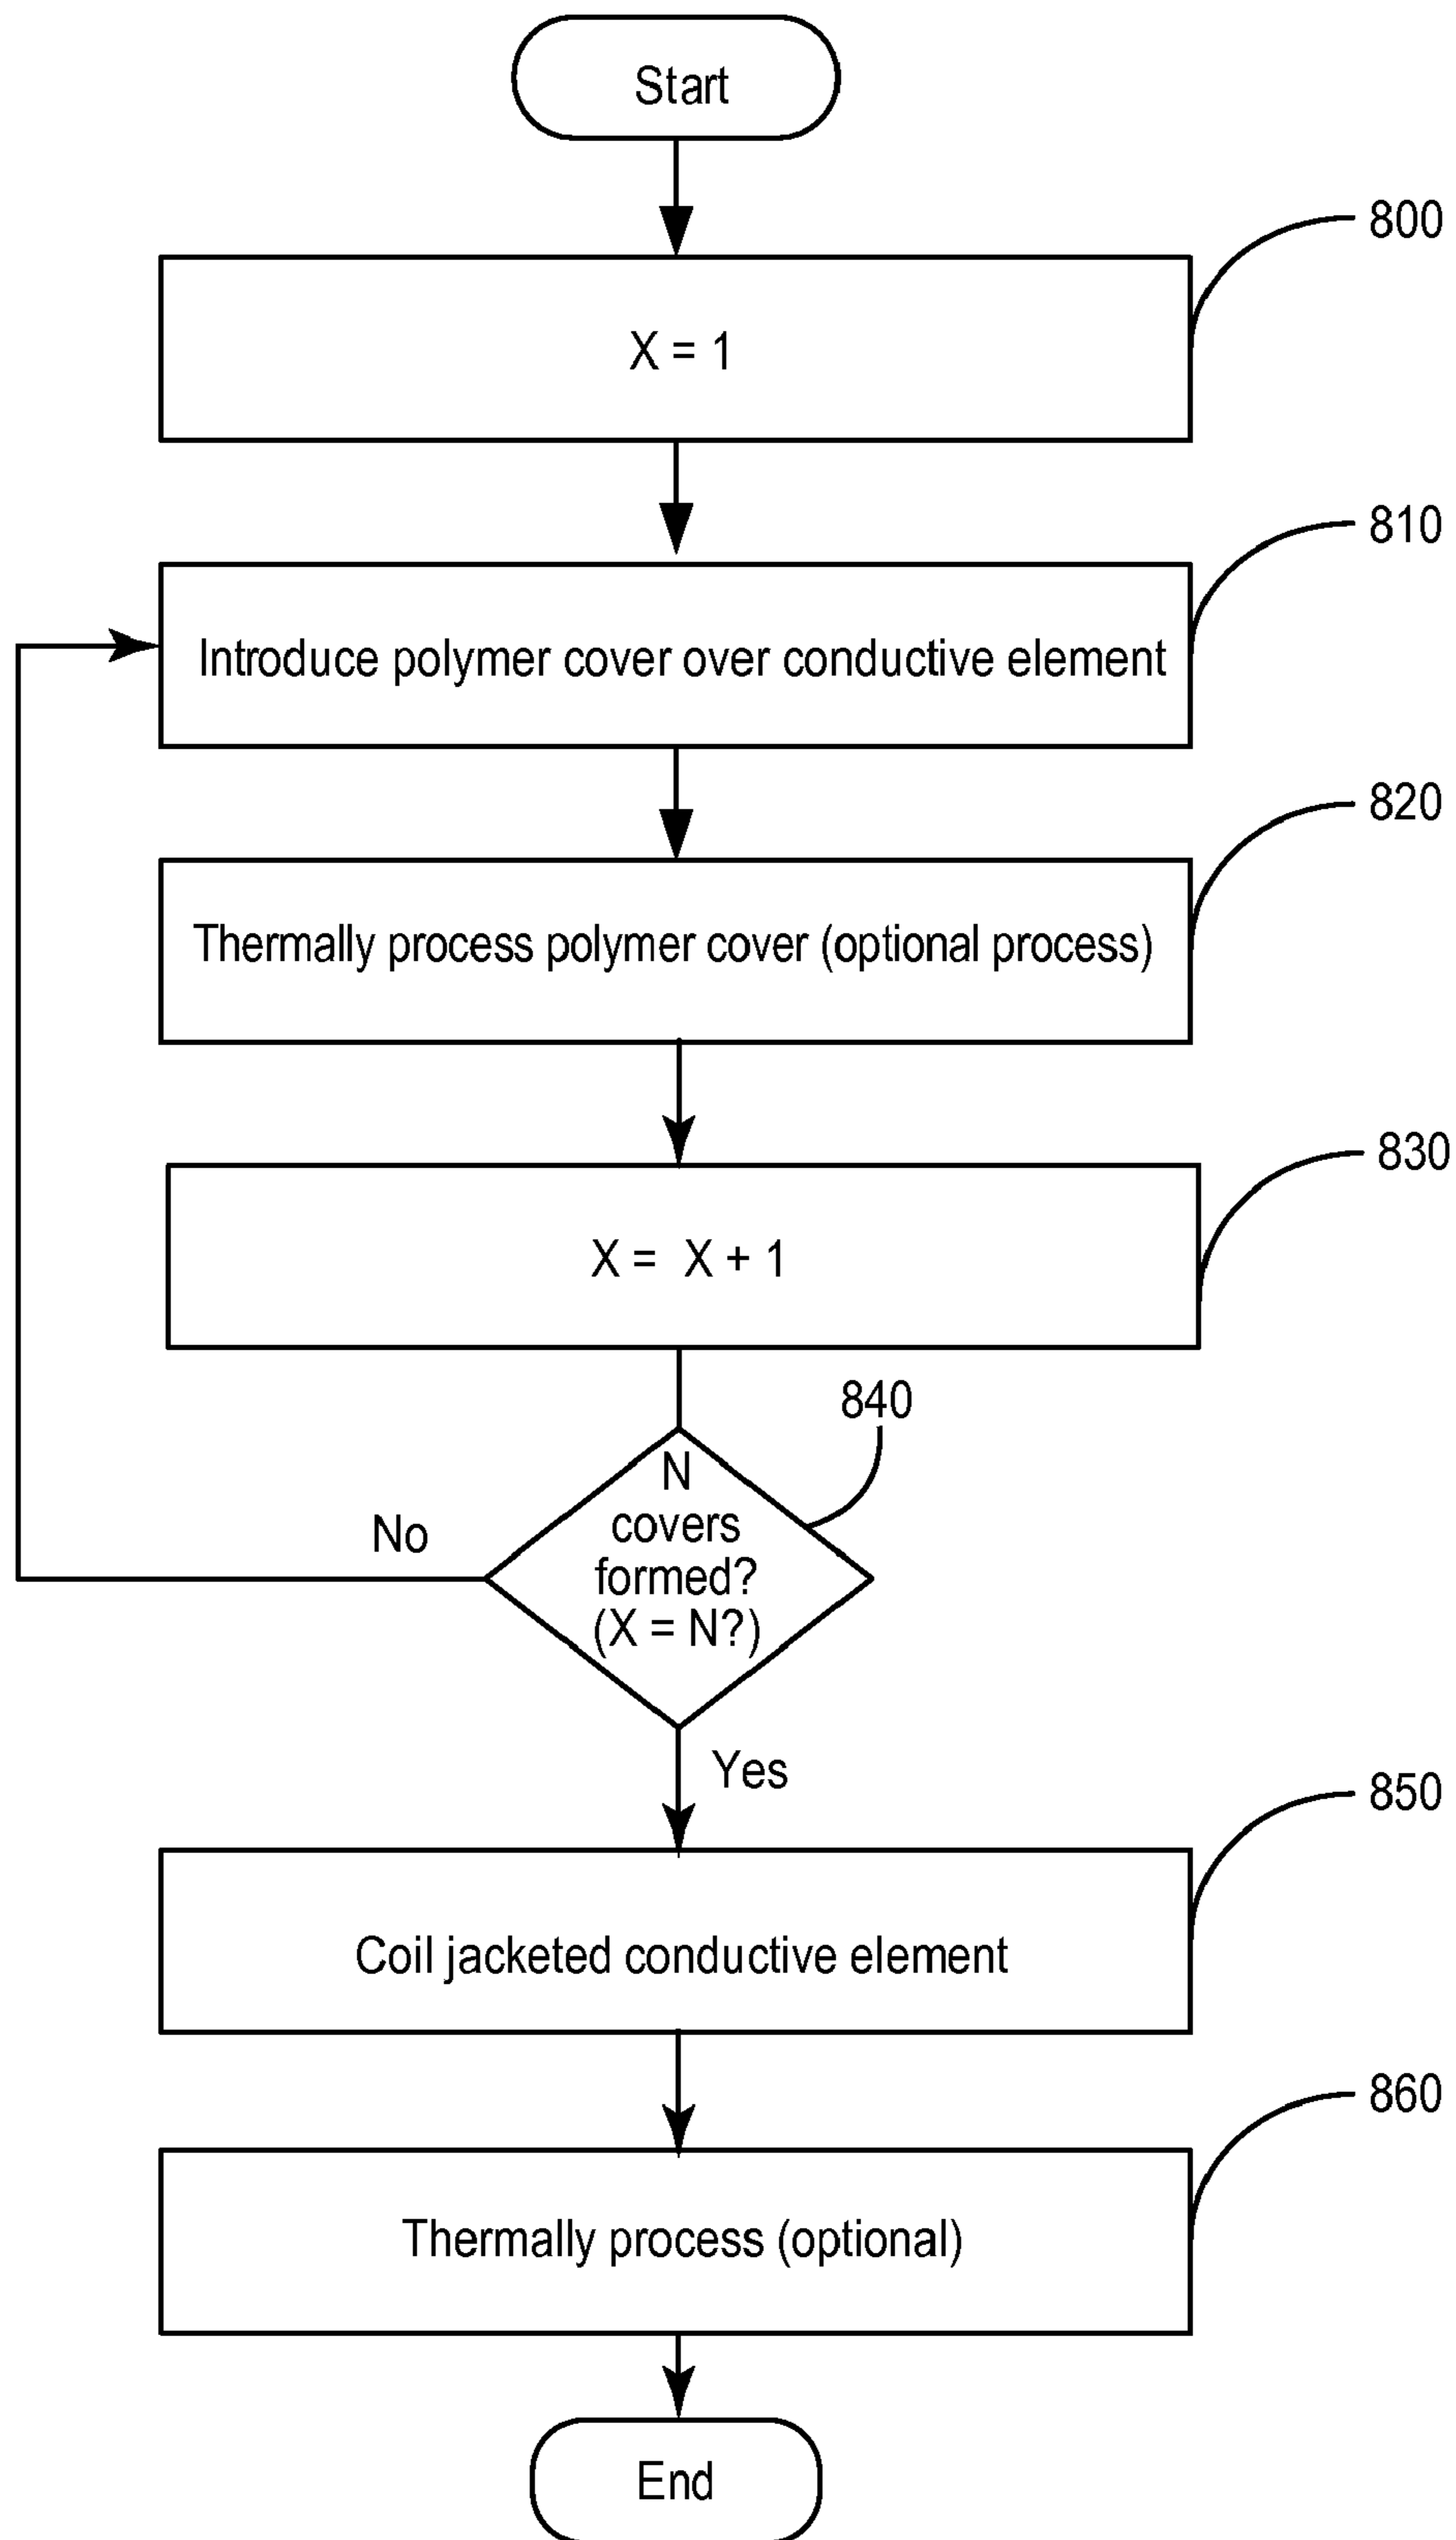 Start
800
X = 1
810
Introduce polymer cover over conductive element
820
Thermally process polymer cover (optional process)
830
X = X + 1
840
N
covers
formed?
(X = N?)
No
Yes
850
Coil jacketed conductive element
860
Thermally process (optional)
End